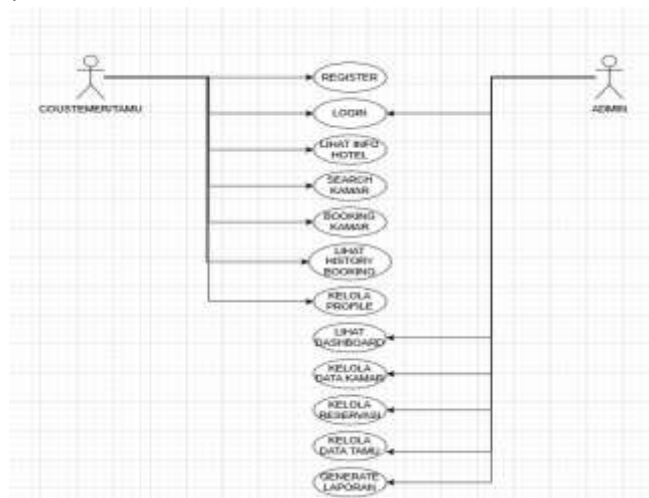 COUSTEMER/TAMU
ADMIN
REGISTER
LOGIN
LIHAT INFO
HOTEL
SEARCH
KAMAR
BOOKING
KAMAR
LIHAT
HISTORY
BOOKING
KELOLA
PROFILE
LIHAT
DASHBOARD
KELOLA
DATA KAMAR
KELOLA
RESERVASI
KELOLA
DATA TAMU
GENERATE
LAPORAN